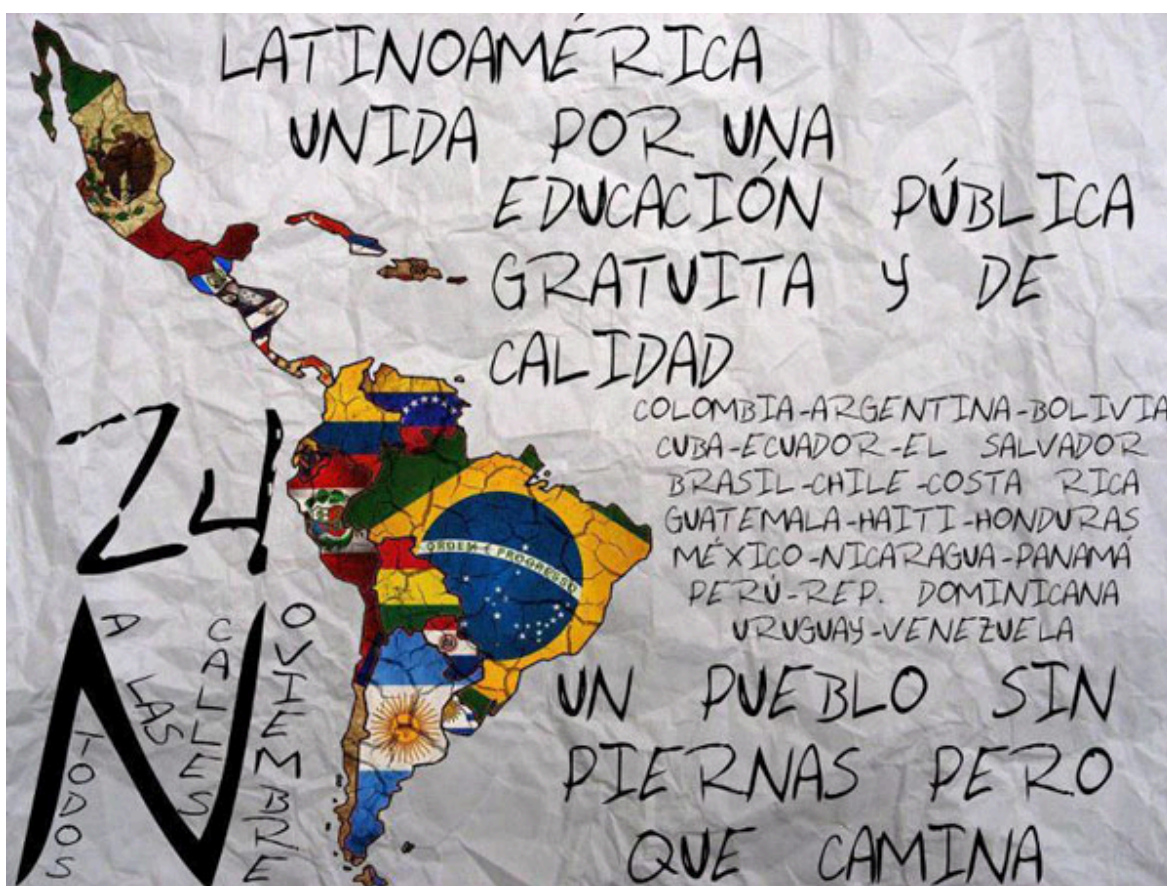 LATINOAMÉRICA
UNIDA POR UNA
EDUCACIÓN PÚBLICA
GRATUITA Y DE
CALIDAD
COLOMBIA-ARGENTINA-BOLIVIA
CUBA-ECUADOR-EL SALVADOR
BRASIL-CHILE-COSTA RICA
GUATEMALA-HAITI-HONDURAS
MÉXICO-NICARAGUA-PANAMÁ
PERÚ-REP. DOMINICANA
URUGUAY-VENEZUELA
UN PUEBLO SIN
PIERNAS PERO
QUE CAMINA
24
NOVIEMBRE
TODOS
A LAS
CALLES
ORDEM E PROGRESSO